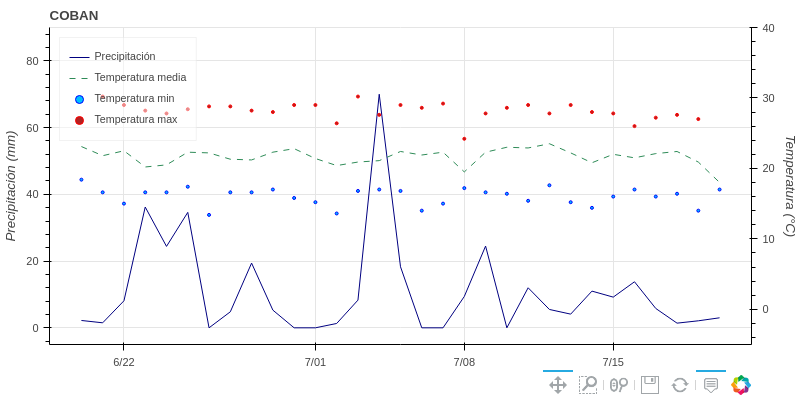 COBAN
Precipitación
Temperatura media
Temperatura min
Temperatura max
Precipitación (mm)
80
60
40
20
0
Temperatura (°C)
40
30
20
10
0
6/22
7/01
7/08
7/15